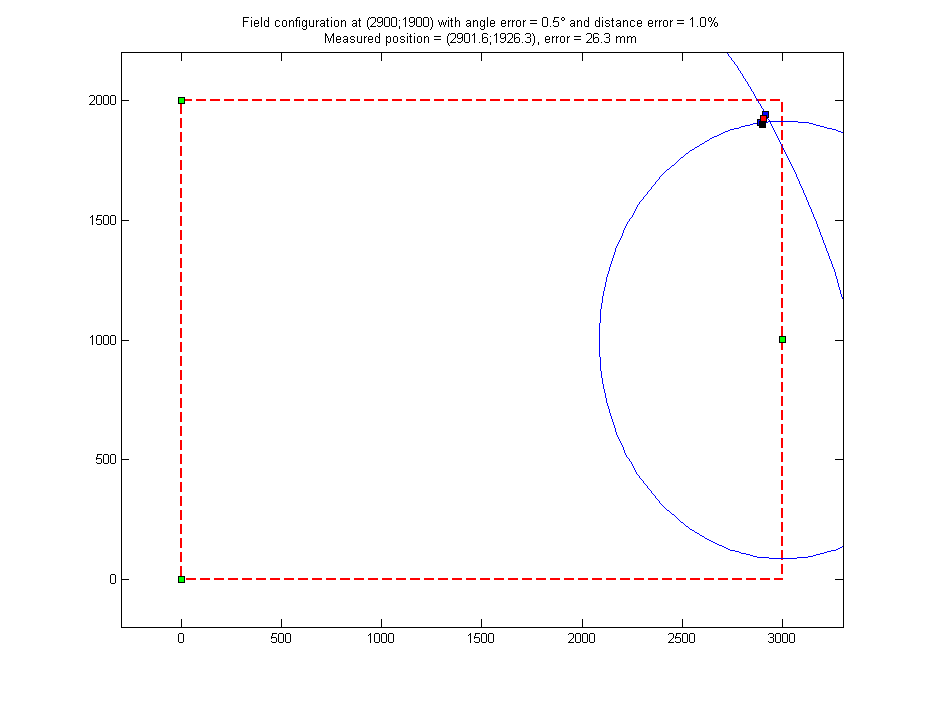 Field configuration at (2900;1900) with angle error = 0.5° and distance error = 1.0%
Measured position = (2901.6;1926.3), error = 26.3 mm
2000
1500
1000
500
0
0 500 1000 1500 2000 2500 3000